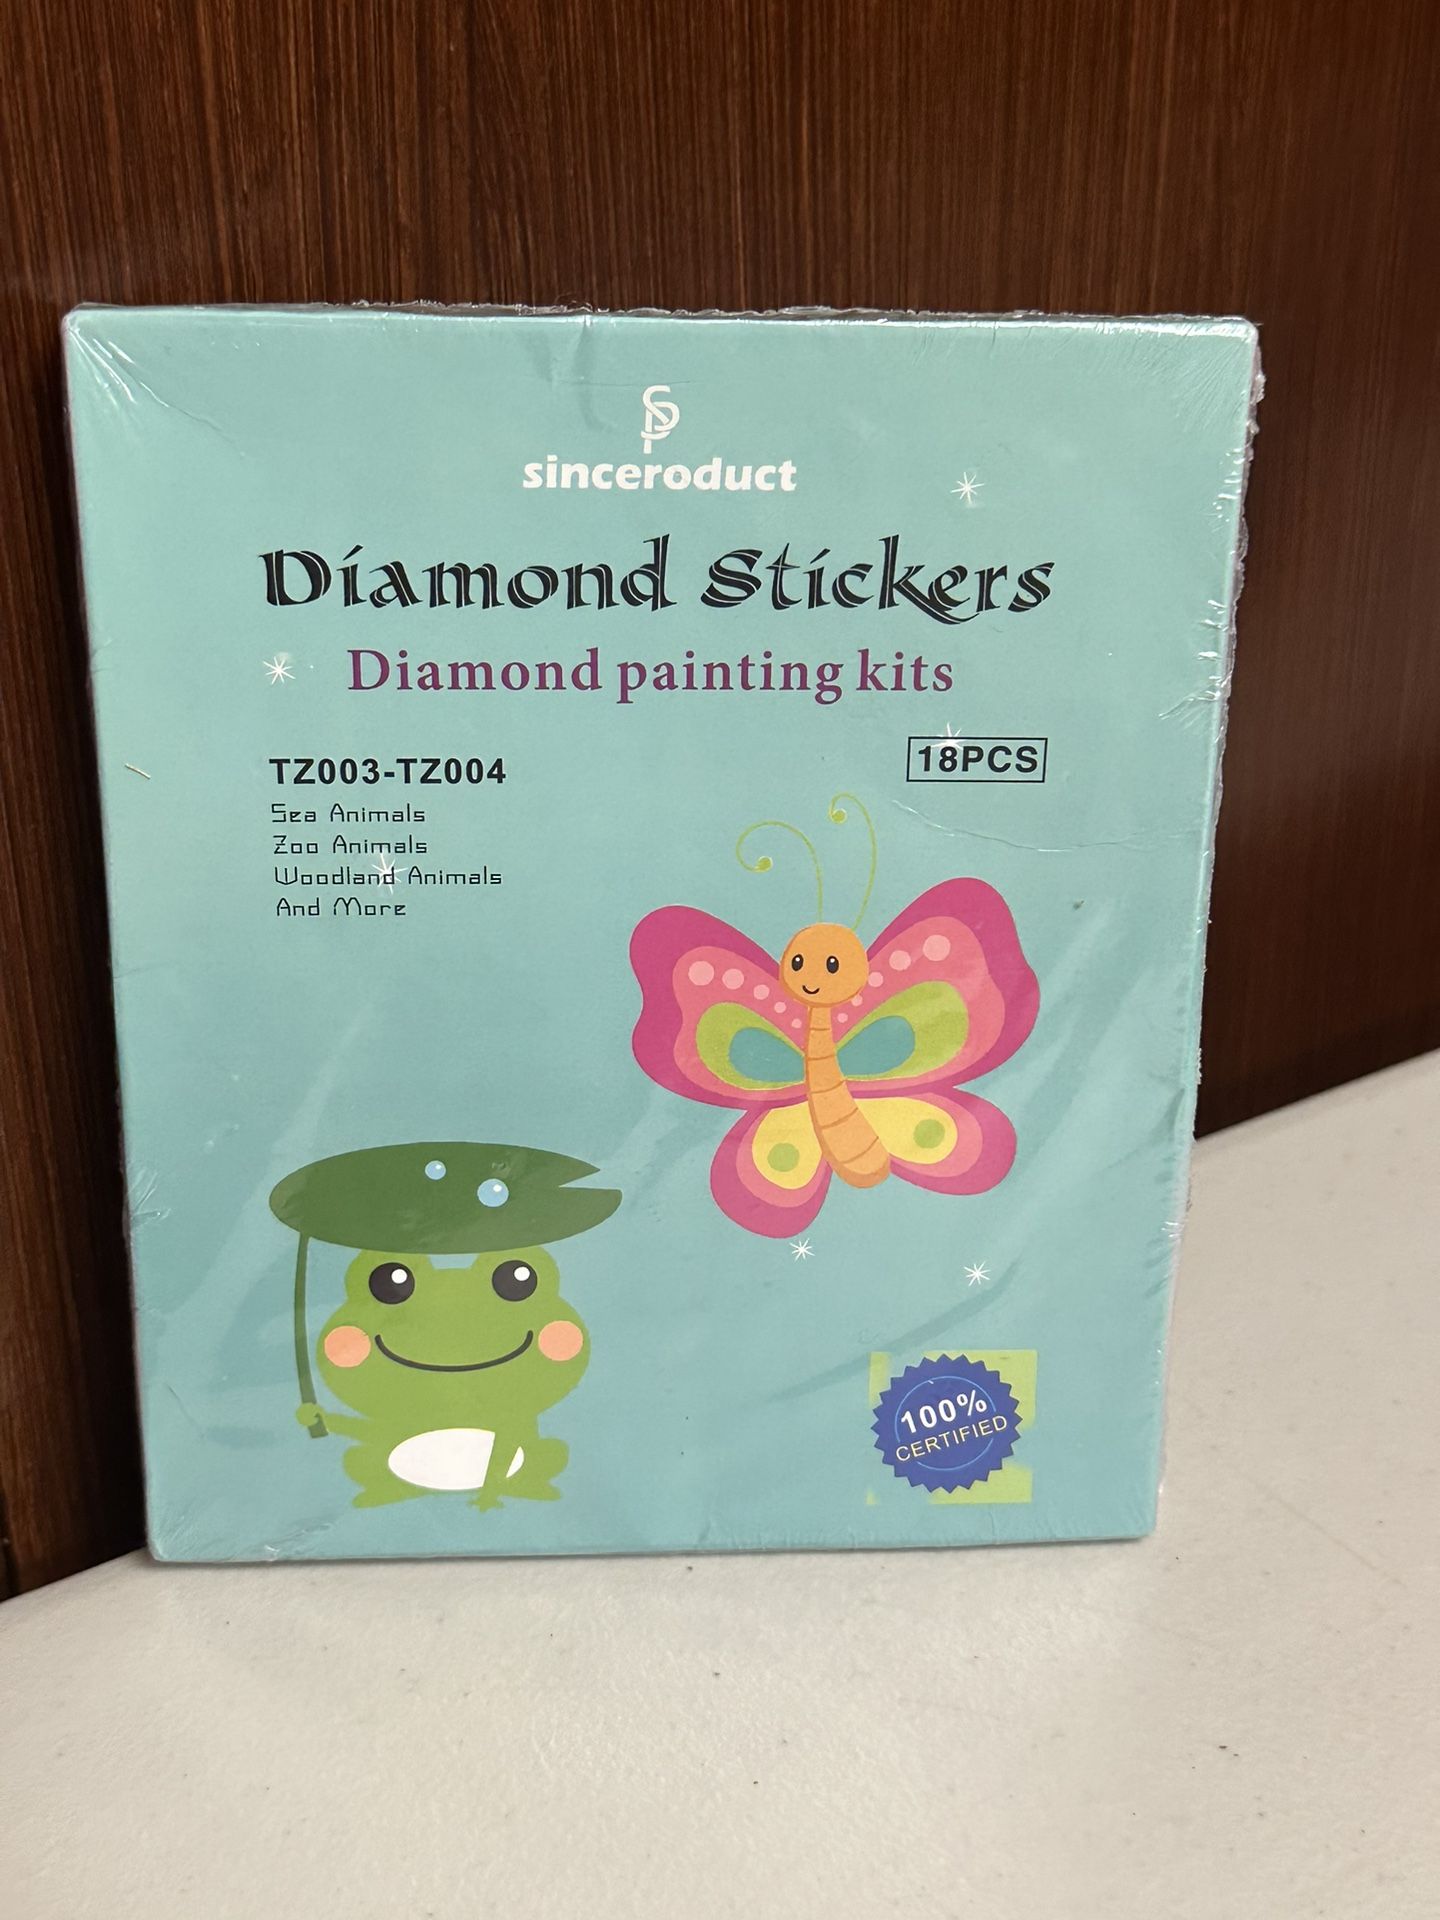 SP
sinceroduct
Diamond Stickers
Diamond painting kits
TZ003-TZ004
18PCS
Sea Animals
Zoo Animals
Woodland Animals
And More
100%
CERTIFIED